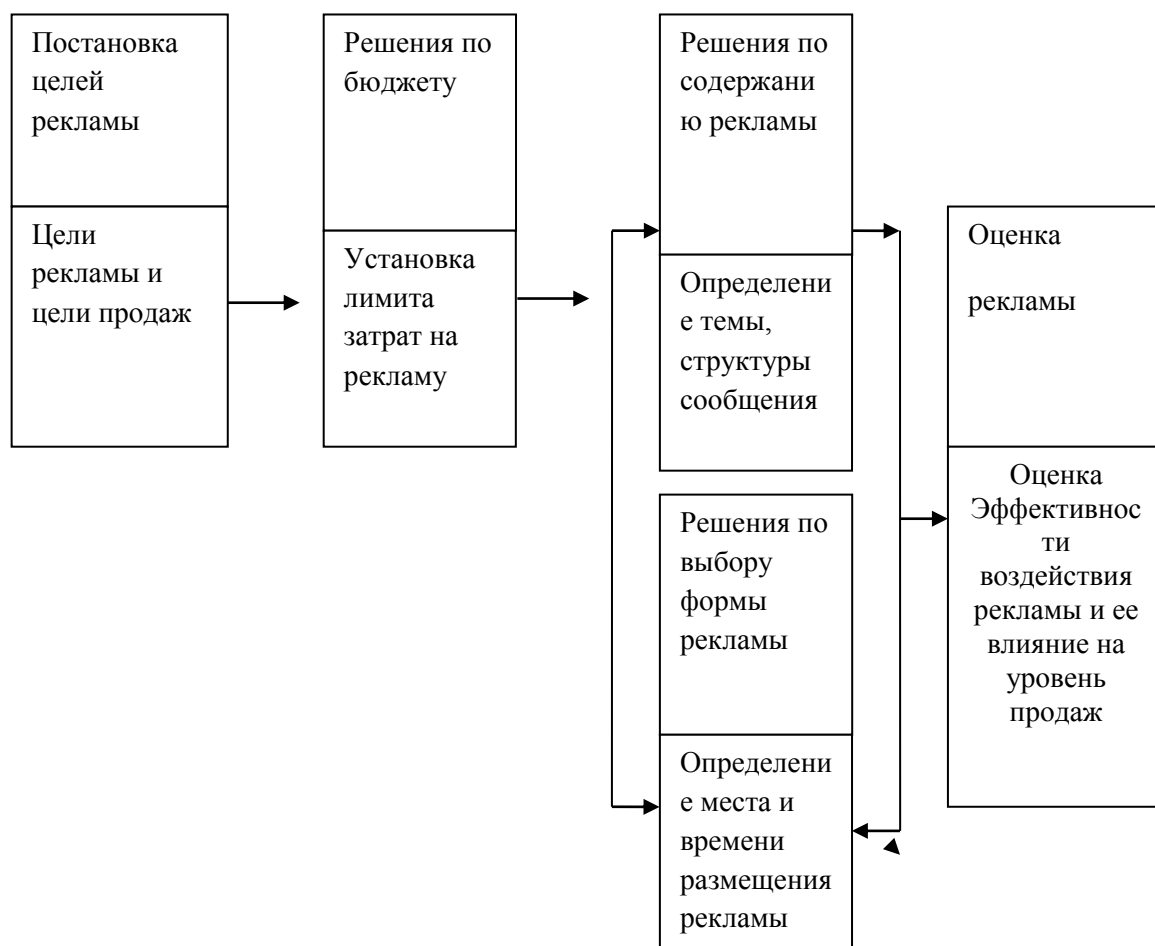 Постановка
целей
рекламы
Цели
рекламы и
цели продаж
Решения по
бюджету
Установка
лимита
затрат на
рекламу
Решения по
содержани
ю рекламы
Определени
е темы,
структуры
сообщения
Решения по
выбору
формы
рекламы
Определени
е места и
времени
размещения
рекламы
Оценка
рекламы
Оценка
Эффективнос
ти
воздействия
рекламы и ее
влияние на
уровень
продаж